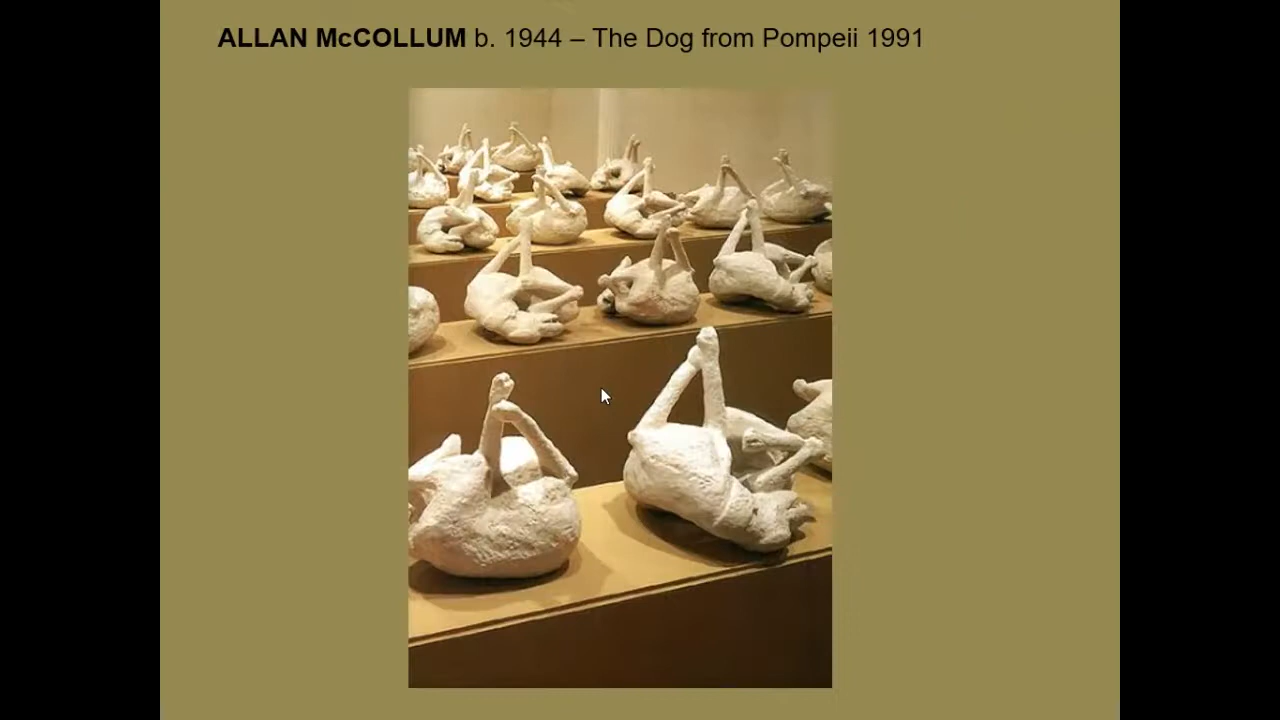 ALLAN McCOLLUM b. 1944 – The Dog from Pompeii 1991